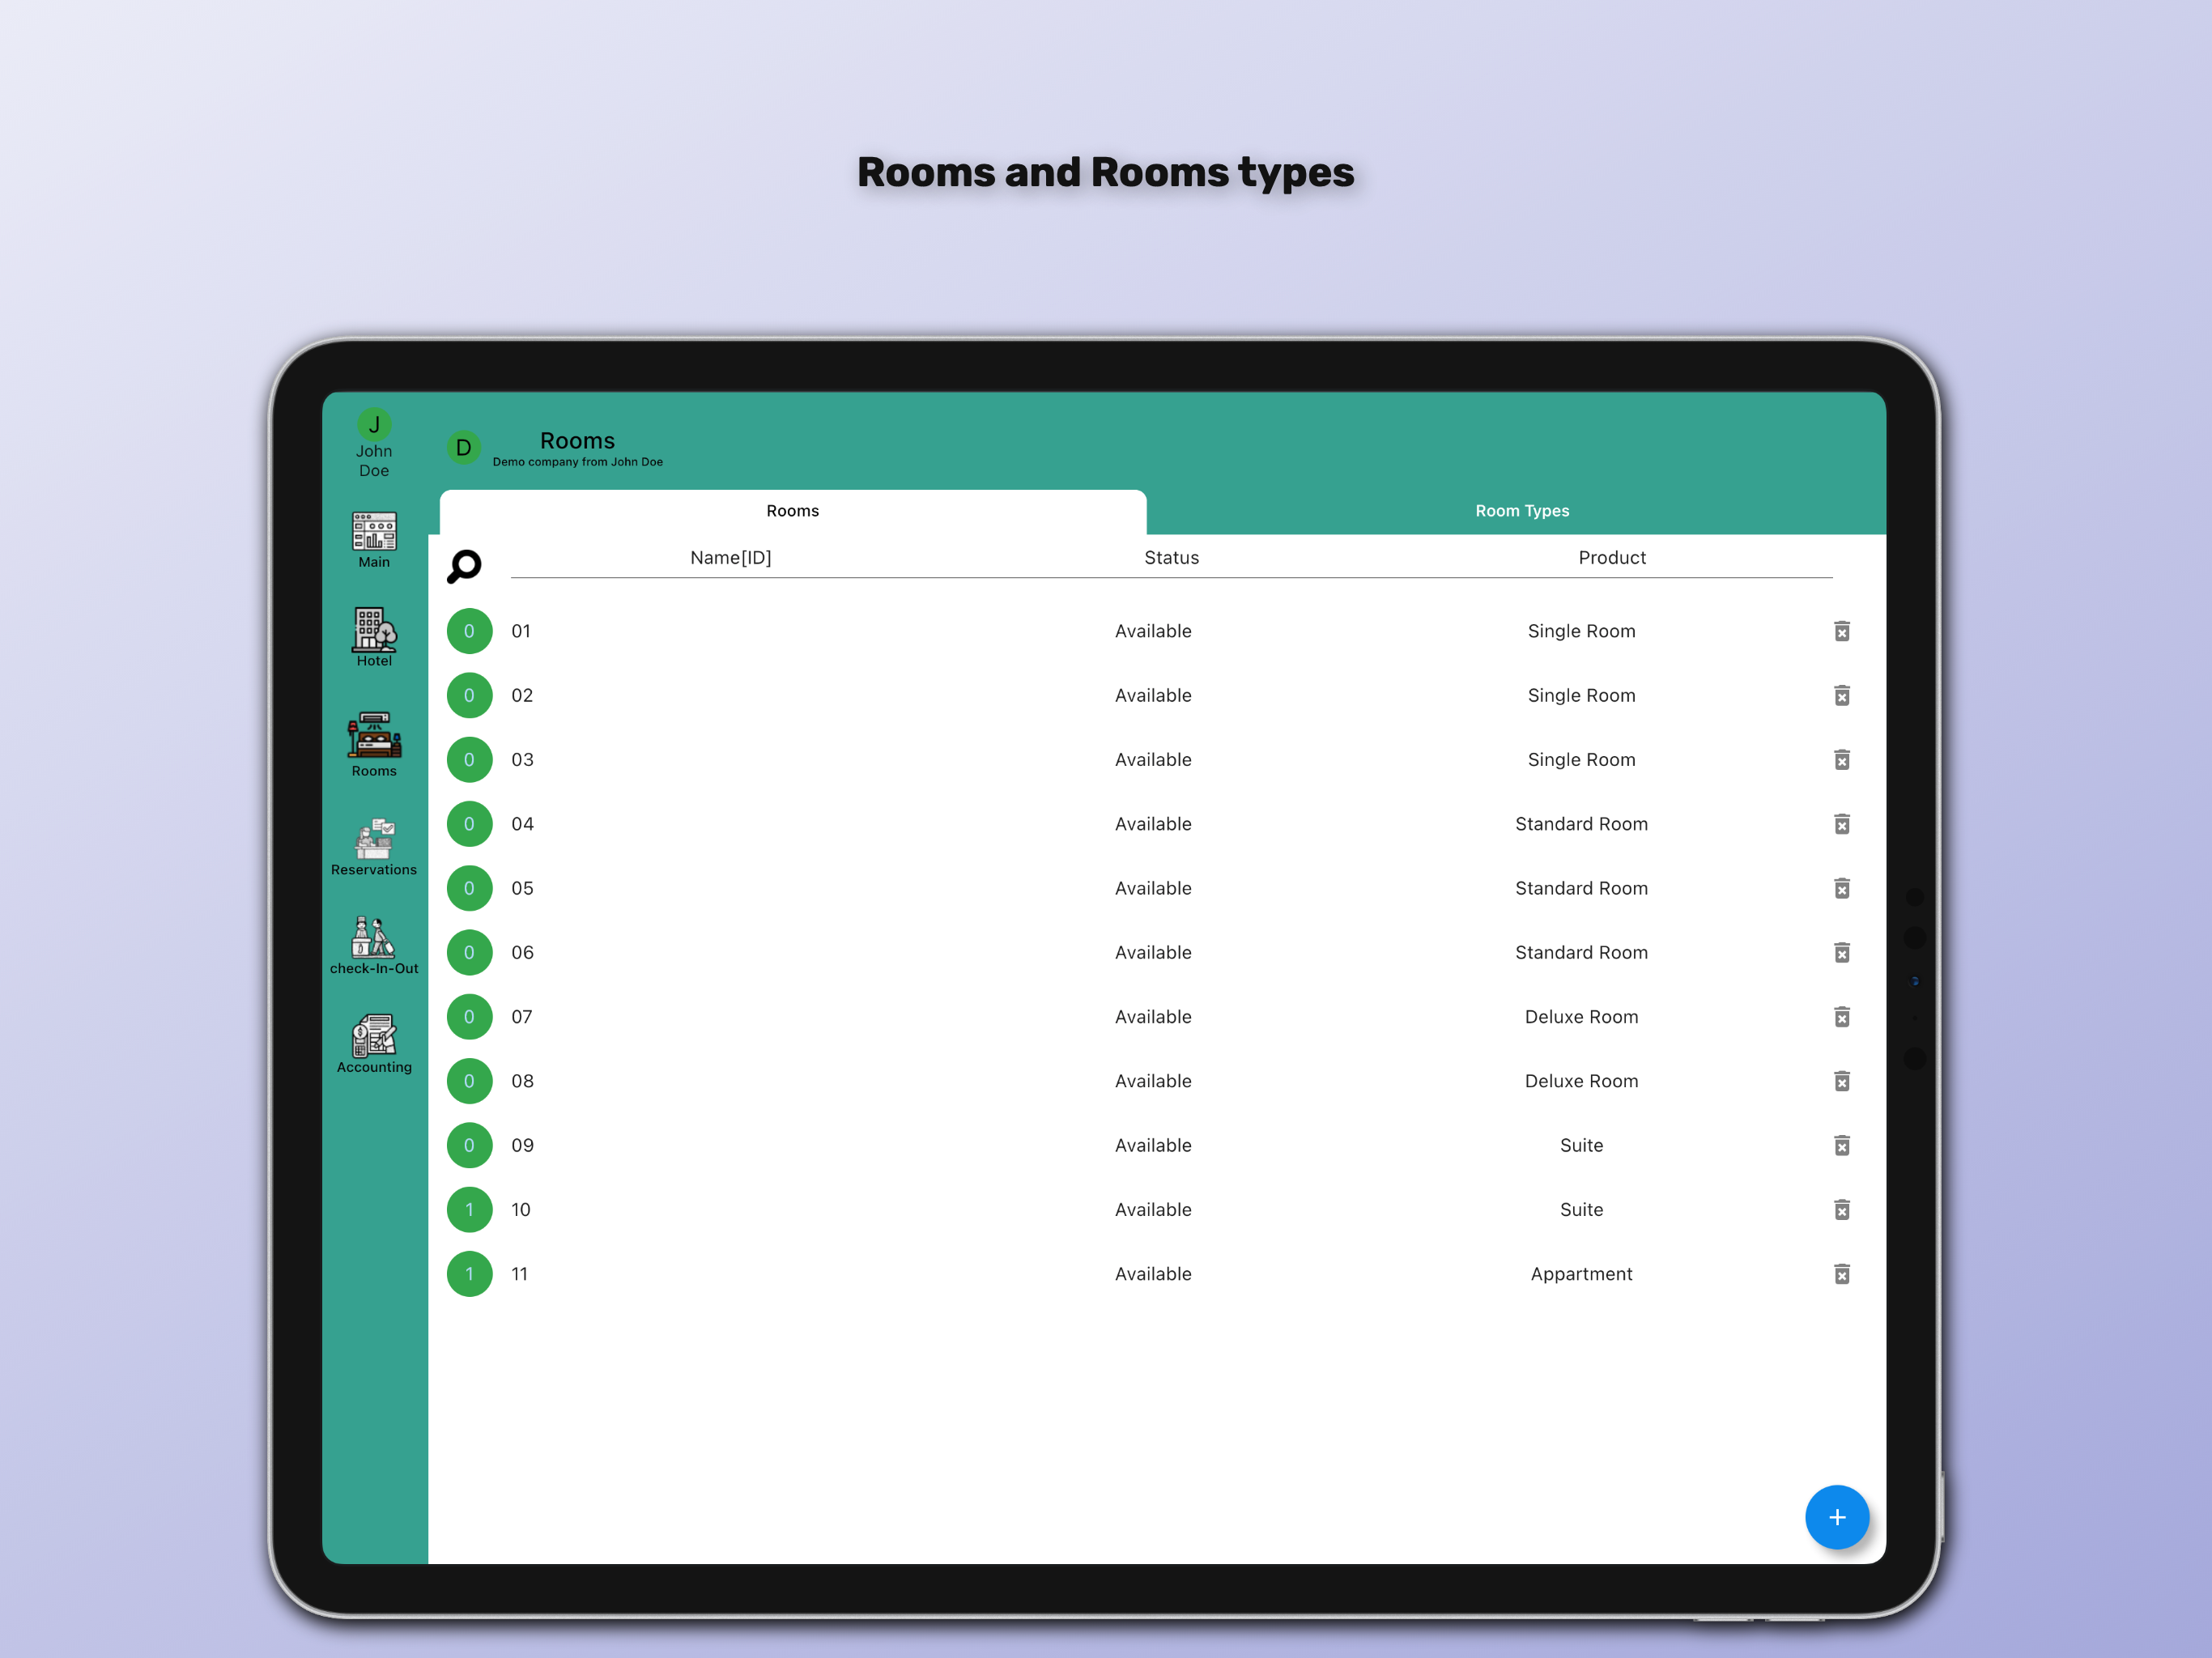 Rooms and Rooms types
J
John
Doe
D
Rooms
Demo company from John Doe
Main
Hotel
Rooms
Reservations
check-In-Out
Accounting
Rooms
Room Types
Name[ID]
Status
Product
0 01 Available Single Room
0 02 Available Single Room
0 03 Available Single Room
0 04 Available Standard Room
0 05 Available Standard Room
0 06 Available Standard Room
0 07 Available Deluxe Room
0 08 Available Deluxe Room
0 09 Available Suite
1 10 Available Suite
1 11 Available Appartment
+